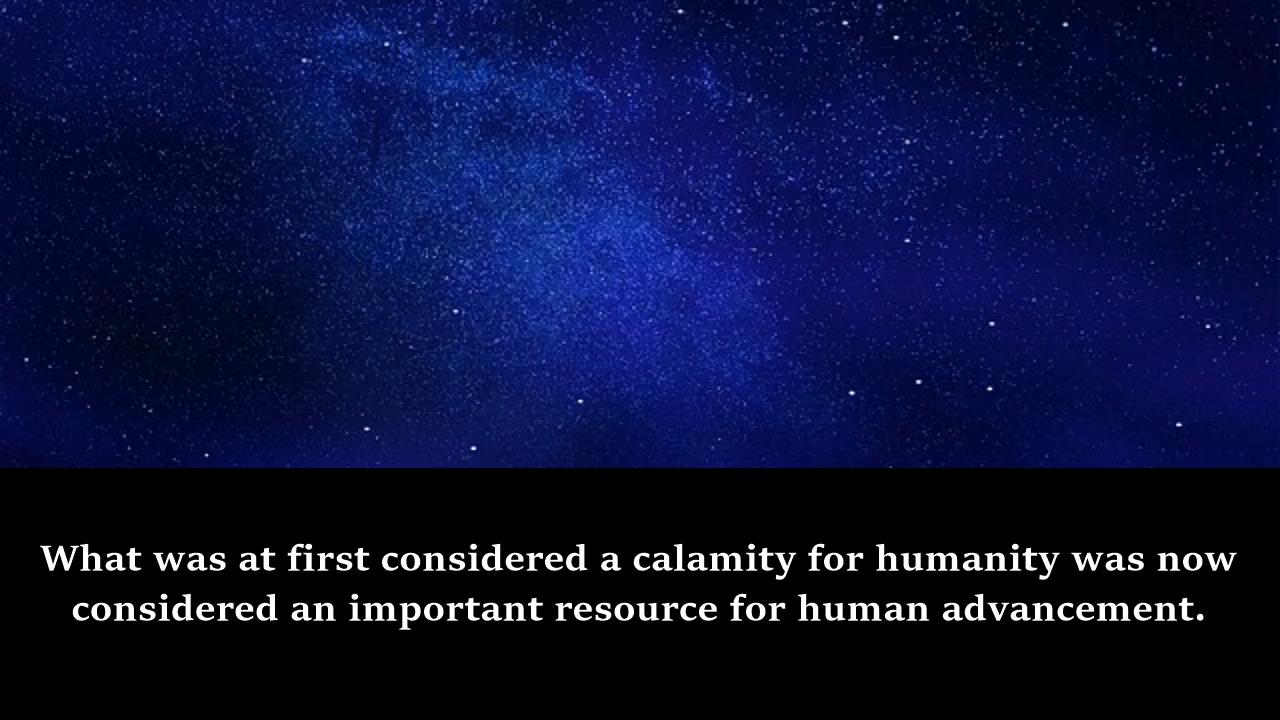 What was at first considered a calamity for humanity was now
considered an important resource for human advancement.